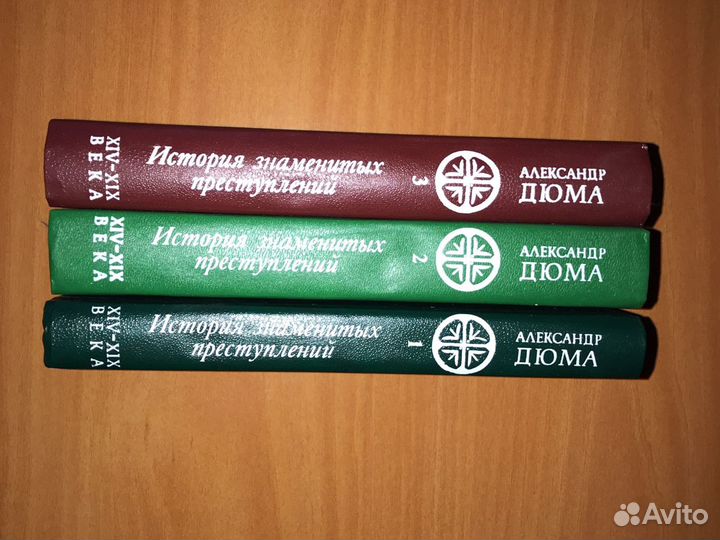 История знаменитых
преступлений
XIV-XIX
ВЕКА
3
АЛЕКСАНДР
ДЮМА
История знаменитых
преступлений
XIV-XIX
ВЕКА
2
АЛЕКСАНДР
ДЮМА
История знаменитых
преступлений
XIV-XIX
ВЕКА
1
АЛЕКСАНДР
ДЮМА
Avito